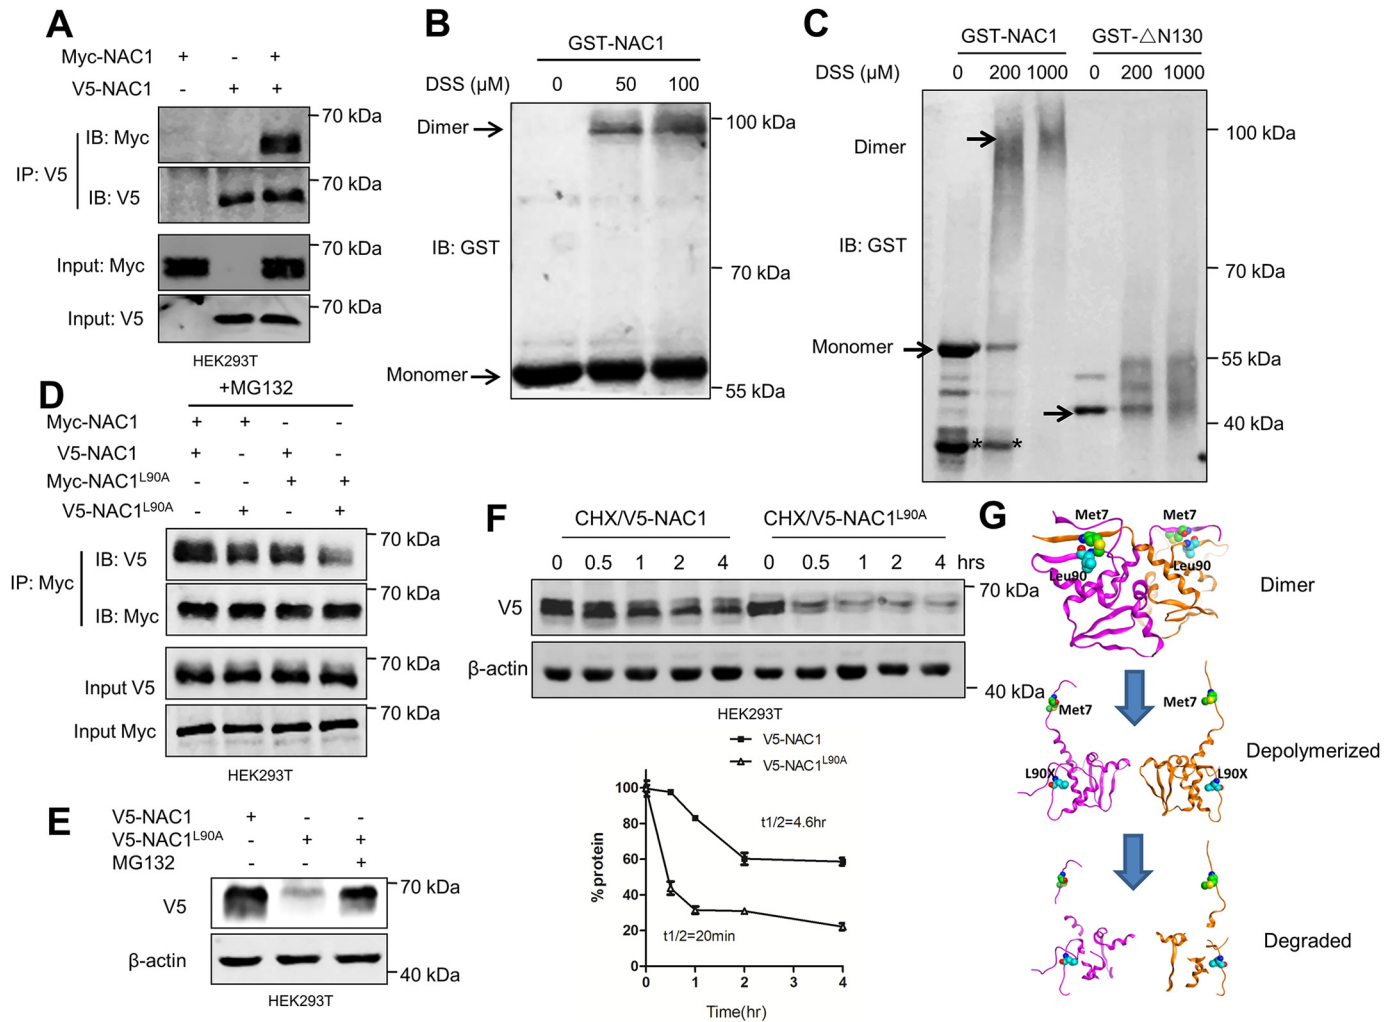 A
Myc-NAC1 + - +
V5-NAC1 - + +
IP: V5
IB: Myc
70 kDa
IB: V5
70 kDa
Input: Myc
70 kDa
Input: V5
70 kDa
HEK293T
B
GST-NAC1
DSS (µM) 0 50 100
Dimer
100 kDa
IB: GST
70 kDa
Monomer
55 kDa
C
GST-NAC1 GST-△N130
DSS (µM) 0 200 1000 0 200 1000
Dimer
100 kDa
IB: GST
70 kDa
Monomer
55 kDa
40 kDa
* *
D
+MG132
Myc-NAC1 + + - -
V5-NAC1 + - + -
Myc-NAC1L90A - - + +
V5-NAC1L90A - + - +
IP: Myc
IB: V5
70 kDa
IB: Myc
70 kDa
Input V5
70 kDa
Input Myc
70 kDa
HEK293T
E
V5-NAC1 + - -
V5-NAC1L90A - + +
MG132 - - +
V5
70 kDa
β-actin
40 kDa
HEK293T
F
CHX/V5-NAC1 CHX/V5-NAC1L90A
0 0.5 1 2 4 0 0.5 1 2 4 hrs
V5
70 kDa
β-actin
40 kDa
HEK293T
V5-NAC1
V5-NAC1L90A
%protein
100
80
60
40
20
0
t1/2=4.6hr
t1/2=20min
0 1 2 3 4
Time(hr)
G
Met7 Met7
Leu90 Leu90
Dimer
Met7 Met7
L90X L90X
Depolymerized
Degraded